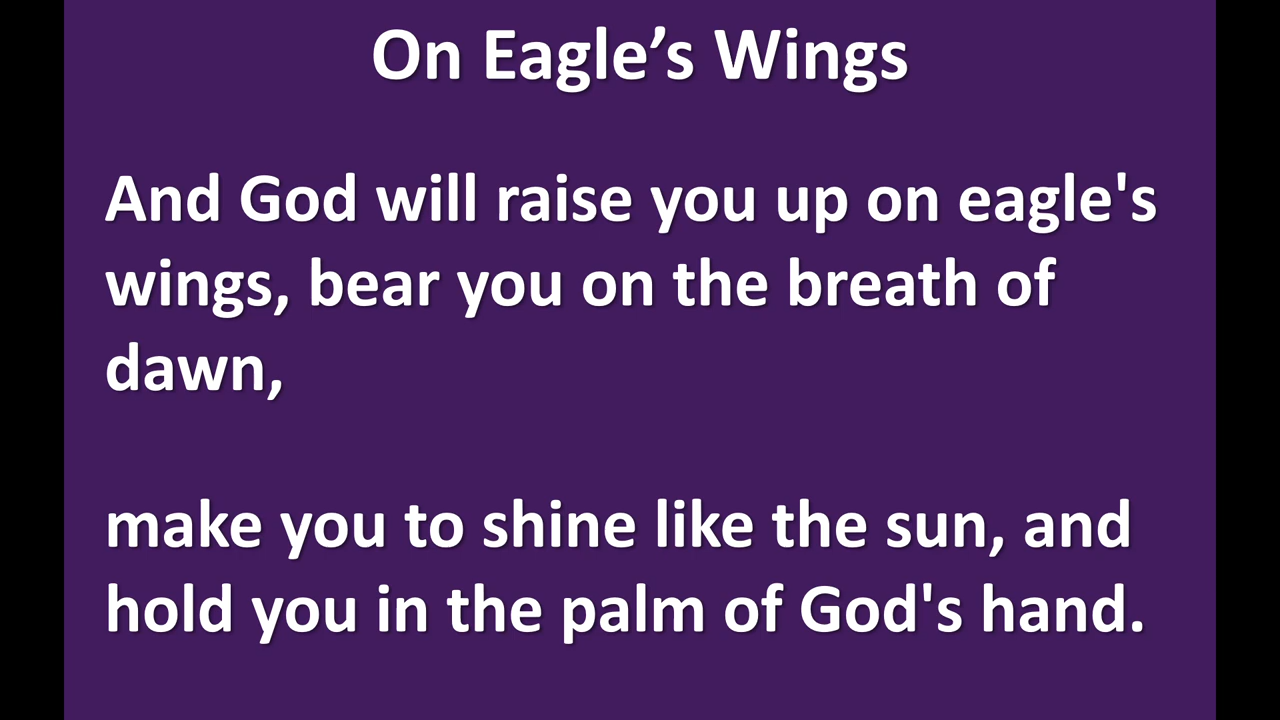 On Eagle’s Wings
And God will raise you up on eagle's
wings, bear you on the breath of
dawn,
make you to shine like the sun, and
hold you in the palm of God's hand.